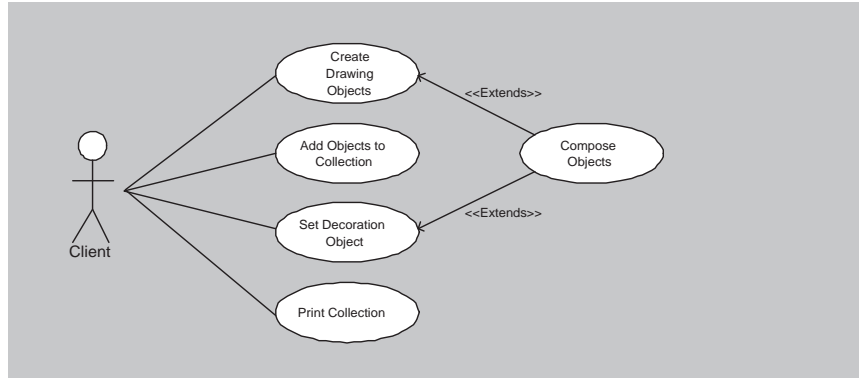 Create
Drawing
Objects
<<Extends>>
Add Objects to
Collection
Compose
Objects
Set Decoration
Object
<<Extends>>
Client
Print Collection